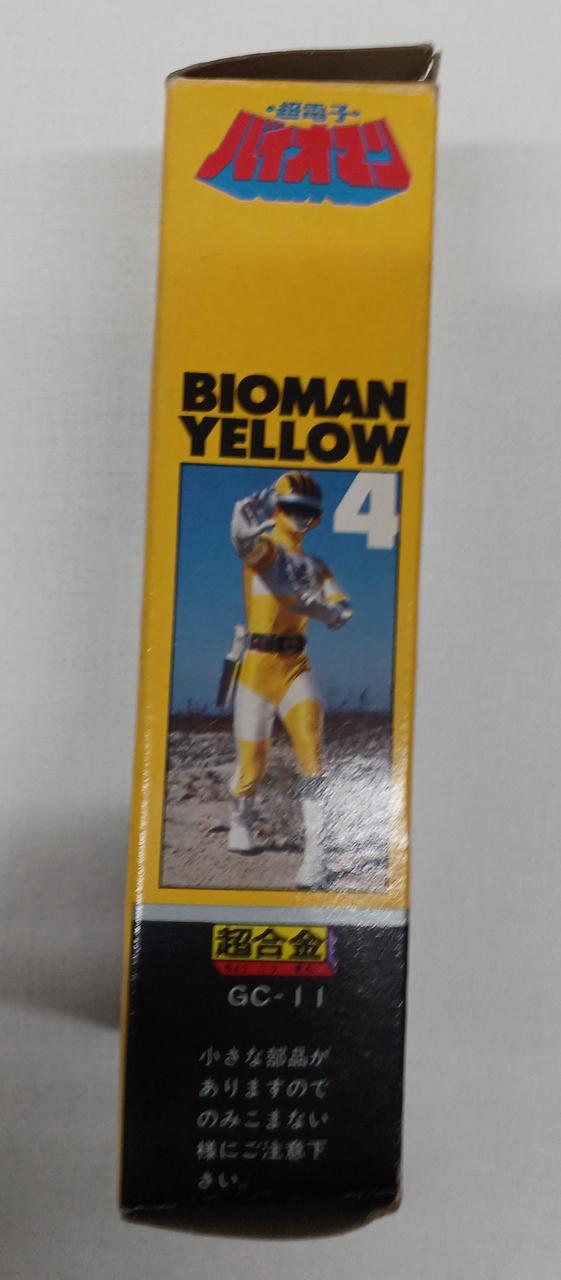 ・超電子・
バイオマン
BIOMAN
YELLOW
4
超合金
GC-11
小さな部品が
ありますので
のみこまない
様にご注意下
さい。